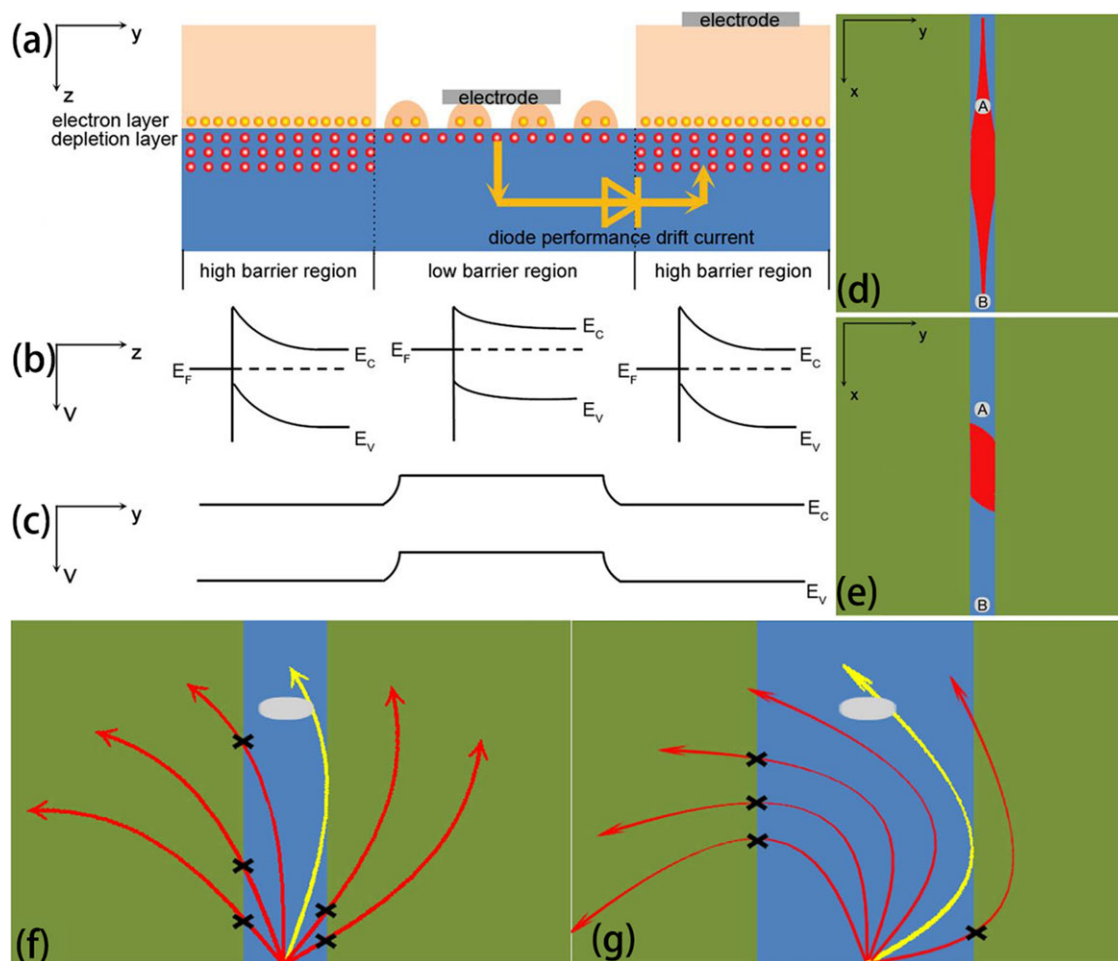 (a)
y
z
electrode
electrode
electron layer
depletion layer
diode performance drift current
high barrier region
low barrier region
high barrier region
(b)
z
V
E_F
E_C
E_V
E_F
E_C
E_V
E_F
E_C
E_V
(c)
y
V
E_C
E_V
y
x
A
B
(d)
y
x
A
B
(e)
(f)
(g)